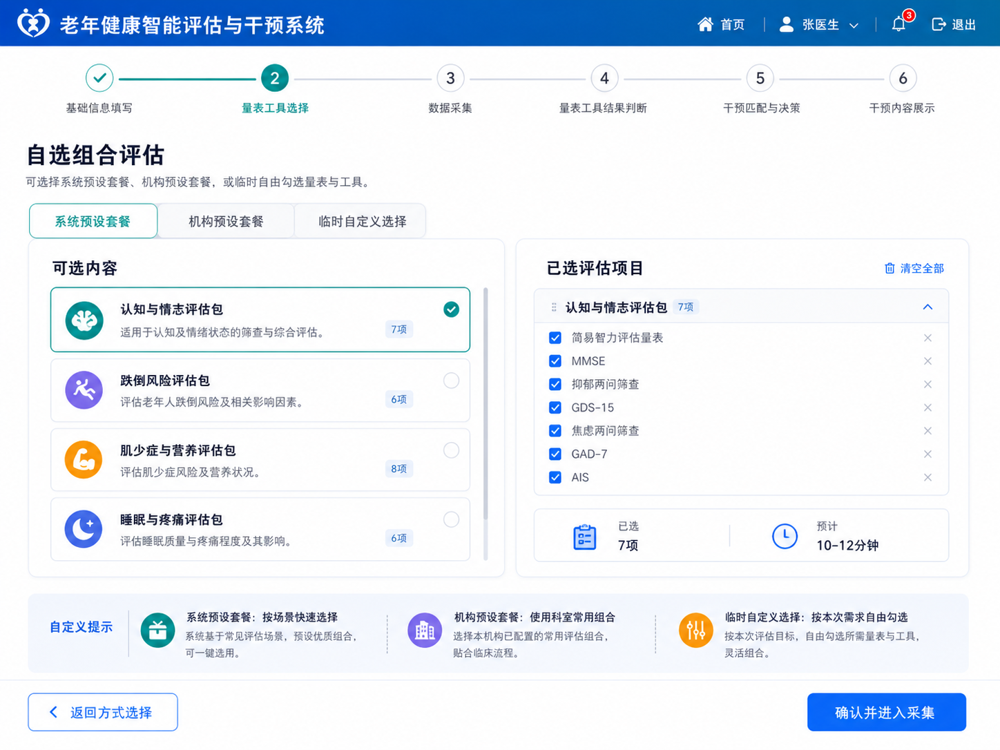 老年健康智能评估与干预系统
首页
张医生
3
退出
2
3
4
5
6
基础信息填写
量表工具选择
数据采集
量表工具结果判断
干预匹配与决策
干预内容展示
自选组合评估
可选择系统预设套餐、机构预设套餐，或临时自由勾选量表与工具。
系统预设套餐
机构预设套餐
临时自定义选择
可选内容
认知与情志评估包
适用于认知及情绪状态的筛查与综合评估。
7项
跌倒风险评估包
评估老年人跌倒风险及相关影响因素。
6项
肌少症与营养评估包
评估肌少症风险及营养状况。
8项
睡眠与疼痛评估包
评估睡眠质量与疼痛程度及其影响。
6项
已选评估项目
清空全部
认知与情志评估包
7项
简易智力评估量表
MMSE
抑郁两问筛查
GDS-15
焦虑两问筛查
GAD-7
AIS
已选
7项
预计
10-12分钟
自定义提示
系统预设套餐：按场景快速选择
系统基于常见评估场景，预设优质组合，
可一键选用。
机构预设套餐：使用科室常用组合
选择本机构已配置的常用评估组合，
贴合临床流程。
临时自定义选择：按本次需求自由勾选
按本次评估目标，自由勾选所需量表与工具，
灵活组合。
返回方式选择
确认并进入采集